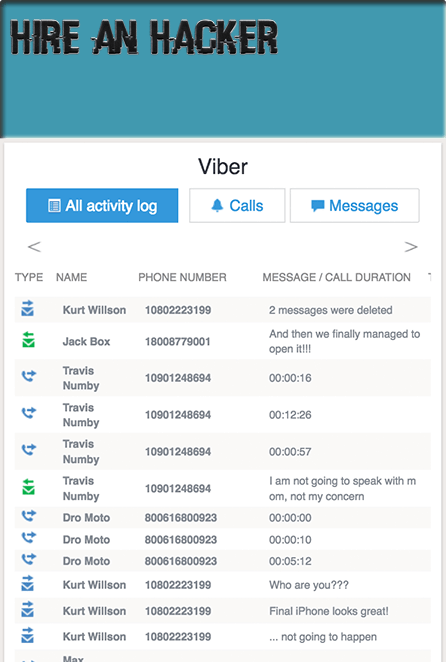 HIRE AN HACKER
Viber
All activity log
Calls
Messages
< >
TYPE NAME PHONE NUMBER MESSAGE / CALL DURATION T
Kurt Willson 10802223199 2 messages were deleted
Jack Box 18008779001 And then we finally managed to
open it!!!
Travis
Numby 10901248694 00:00:16
Travis
Numby 10901248694 00:12:26
Travis
Numby 10901248694 00:00:57
Travis
Numby 10901248694 I am not going to speak with m
om, not my concern
Dro Moto 800616800923 00:00:00
Dro Moto 800616800923 00:00:10
Dro Moto 800616800923 00:05:12
Kurt Willson 10802223199 Who are you???
Kurt Willson 10802223199 Final iPhone looks great!
Kurt Willson 10802223199 ... not going to happen
Max